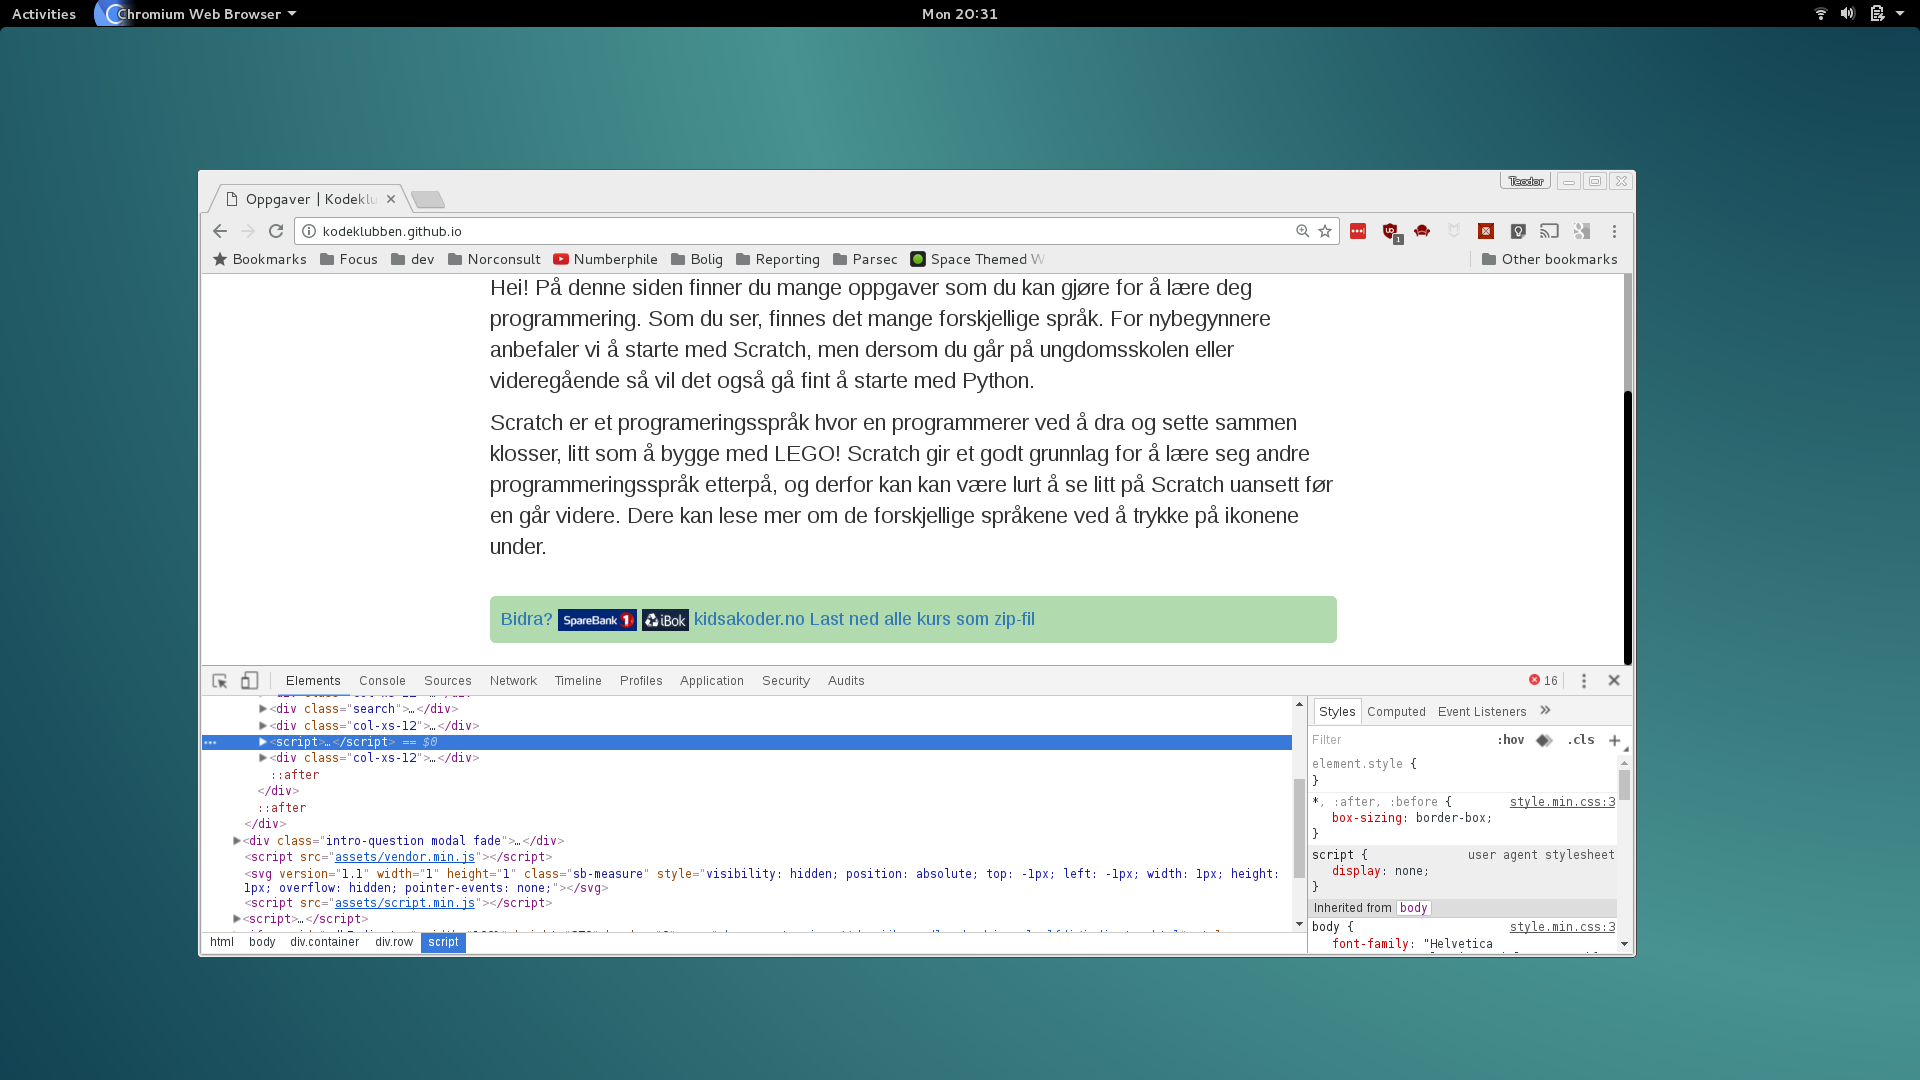 Activities Chromium Web Browser Mon 20:31
Teodor
Oppgaver | Kodeklu
kodeklubben.github.io
Bookmarks Focus dev Norconsult Numberphile Bolig Reporting Parsec Space Themed W Other bookmarks
Hei! På denne siden finner du mange oppgaver som du kan gjøre for å lære deg
programmering. Som du ser, finnes det mange forskjellige språk. For nybegynnere
anbefaler vi å starte med Scratch, men dersom du går på ungdomsskolen eller
videregående så vil det også gå fint å starte med Python.
Scratch er et programeringsspråk hvor en programmerer ved å dra og sette sammen
klosser, litt som å bygge med LEGO! Scratch gir et godt grunnlag for å lære seg andre
programmeringsspråk etterpå, og derfor kan kan være lurt å se litt på Scratch uansett før
en går videre. Dere kan lese mer om de forskjellige språkene ved å trykke på ikonene
under.
Bidra? SpareBank 1 iBok kidsakoder.no Last ned alle kurs som zip-fil
Elements Console Sources Network Timeline Profiles Application Security Audits 16
<div class="search">…</div>
<div class="col-xs-12">…</div>
<script>…</script> == $0
<div class="col-xs-12">…</div>
::after
</div>
::after
</div>
<div class="intro-question modal fade">…</div>
<script src="assets/vendor.min.js"></script>
<svg version="1.1" width="1" height="1" class="sb-measure" style="visibility: hidden; position: absolute; top: -1px; left: -1px; width: 1px; height:
1px; overflow: hidden; pointer-events: none;"></svg>
<script src="assets/script.min.js"></script>
<script>…</script>
html body div.container div.row script
Styles Computed Event Listeners »
Filter :hov .cls +
element.style {
}
*, :after, :before { style.min.css:3
box-sizing: border-box;
}
script { user agent stylesheet
display: none;
}
Inherited from body
body { style.min.css:3
font-family: "Helvetica